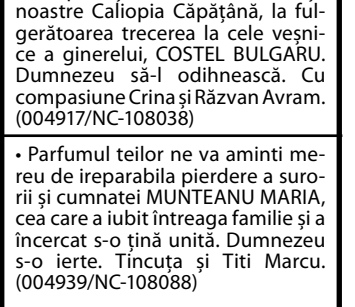 noastre Caliopia Căpățână, la ful-
gerătoarea trecerea la cele veșni-
ce a ginerelui, COSTEL BULGARU.
Dumnezeu să-l odihnească. Cu
compasiune Crina și Răzvan Avram.
(004917/NC-108038)
• Parfumul teilor ne va aminti me-
reu de ireparabila pierdere a suro-
rii și cumnatei MUNTEANU MARIA,
cea care a iubit întreaga familie și a
încercat s-o țină unită. Dumnezeu
s-o ierte. Tincuța și Titi Marcu.
(004939/NC-108088)